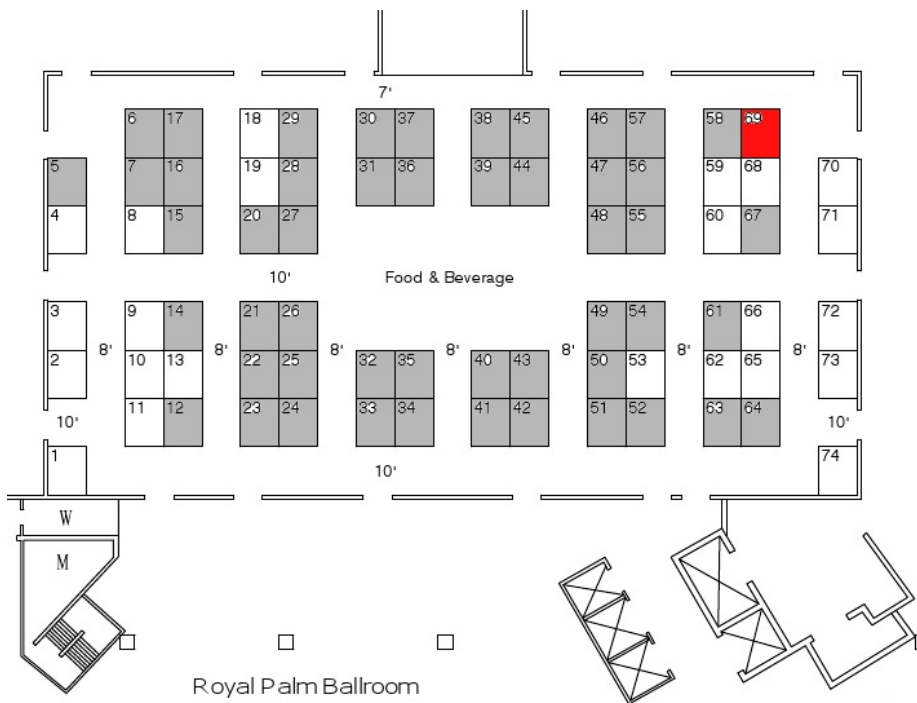 7'
6 17 18 29 30 37 38 45 46 57 58 69
5 7 16 19 28 31 36 39 44 47 56 59 68 70
4 8 15 20 27 48 55 60 67 71
10' Food & Beverage
3 9 14 21 26 49 54 61 66 72
8' 8' 8' 8' 8' 8' 8'
2 10 13 22 25 32 35 40 43 50 53 62 65 73
11 12 23 24 33 34 41 42 51 52 63 64
10' 10'
1 10' 74
W
M
Royal Palm Ballroom